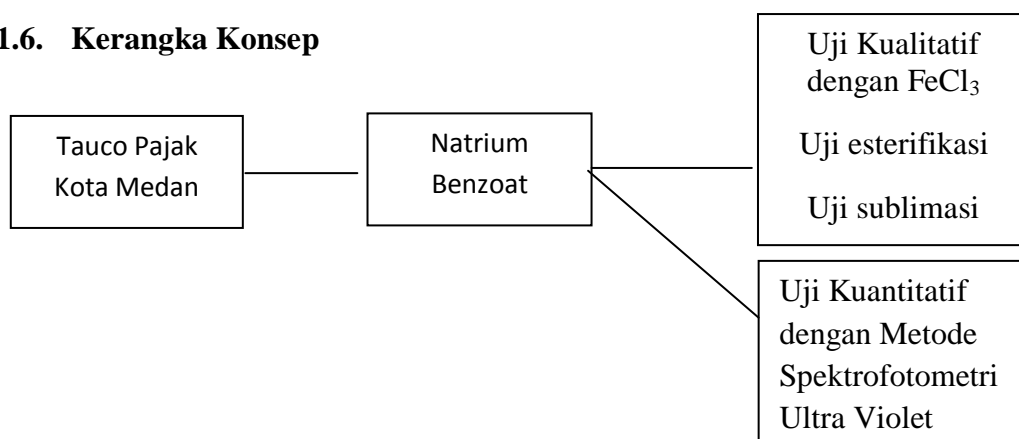 1.6. Kerangka Konsep
Tauco Pajak
Kota Medan
Natrium
Benzoat
Uji Kualitatif
dengan FeCl₃
Uji esterifikasi
Uji sublimasi
Uji Kuantitatif
dengan Metode
Spektrofotometri
Ultra Violet